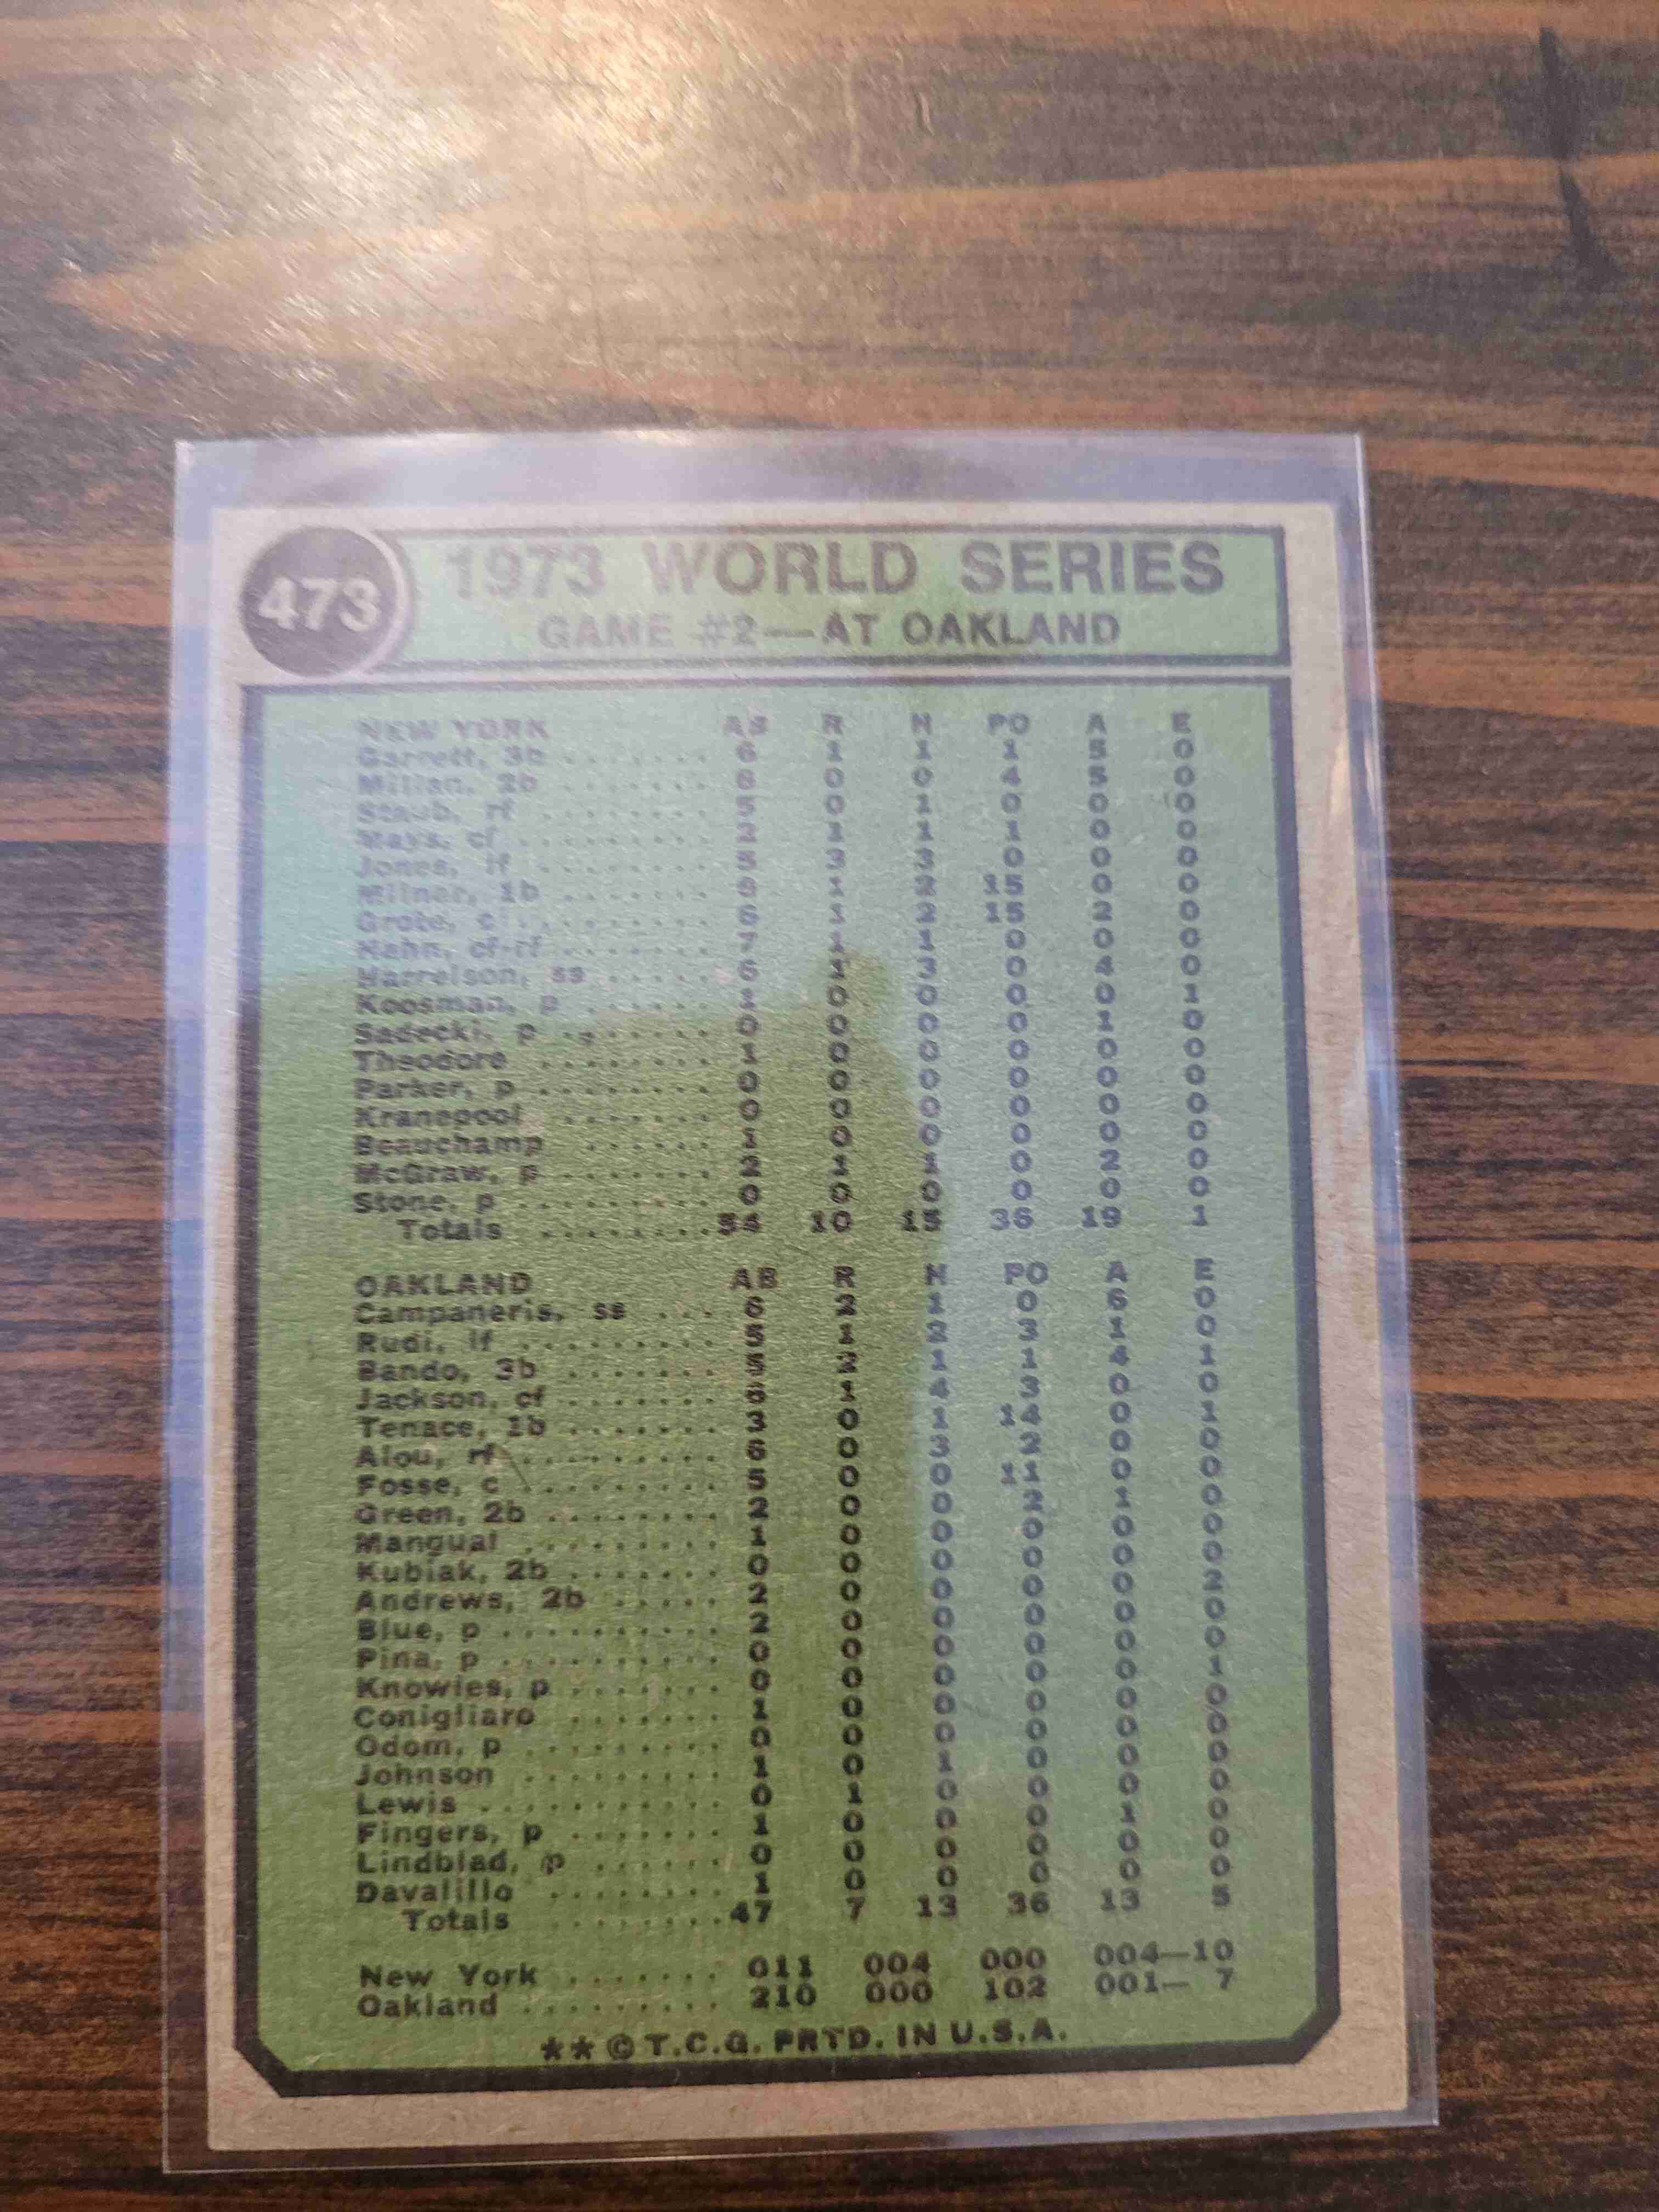 473
1973 WORLD SERIES
GAME #2—AT OAKLAND
NEW YORK AB R H PO A E
Garrett, 3b ....... 6 1 1 1 5 0
Millan, 2b ....... 6 0 0 4 5 0
Staub, rf ........ 5 0 1 0 0 0
Mays, cf ........ 2 1 1 1 0 0
Jones, lf ........ 5 3 3 0 0 0
Milner, 1b ....... 5 1 2 15 0 0
Grote, c ........ 6 1 2 15 2 0
Hahn, cf-rf ....... 7 1 1 0 0 0
Harrelson, ss ..... 6 1 3 0 4 0
Koosman, p ...... 1 0 0 0 0 1
Sadecki, p ....... 0 0 0 0 1 0
Theodore ........ 1 0 0 0 0 0
Parker, p ........ 0 0 0 0 0 0
Kranepool ....... 0 0 0 0 0 0
Beauchamp ...... 1 0 0 0 0 0
McGraw, p ....... 2 1 1 0 2 0
Stone, p ......... 0 0 0 0 0 0
Totals ........ 54 10 15 36 19 1
OAKLAND AB R H PO A E
Campaneris, ss ... 6 2 1 0 6 0
Rudi, lf ......... 5 1 2 3 1 0
Bando, 3b ....... 5 2 1 1 4 1
Jackson, cf ....... 6 1 4 3 0 0
Tenace, 1b ....... 3 0 1 14 0 1
Alou, rf ......... 6 0 3 2 0 0
Fosse, c ......... 5 0 0 11 0 0
Green, 2b ........ 2 0 0 2 1 0
Mangual ......... 1 0 0 0 0 0
Kubiak, 2b ....... 0 0 0 0 0 0
Andrews, 2b ..... 2 0 0 0 0 2
Blue, p .......... 2 0 0 0 0 0
Pina, p .......... 0 0 0 0 0 0
Knowles, p ....... 0 0 0 0 0 1
Conigliaro ....... 1 0 0 0 0 0
Odom, p ......... 0 0 0 0 0 0
Johnson ......... 1 0 1 0 0 0
Lewis ........... 0 1 0 0 0 0
Fingers, p ....... 1 0 0 0 1 0
Lindblad, p ...... 0 0 0 0 0 0
Davalillo ........ 1 0 0 0 0 0
Totals ........ 47 7 13 36 13 5
New York ........ 011 004 000 004—10
Oakland ......... 210 000 102 001— 7
**©T.C.G. PRTD. IN U.S.A.